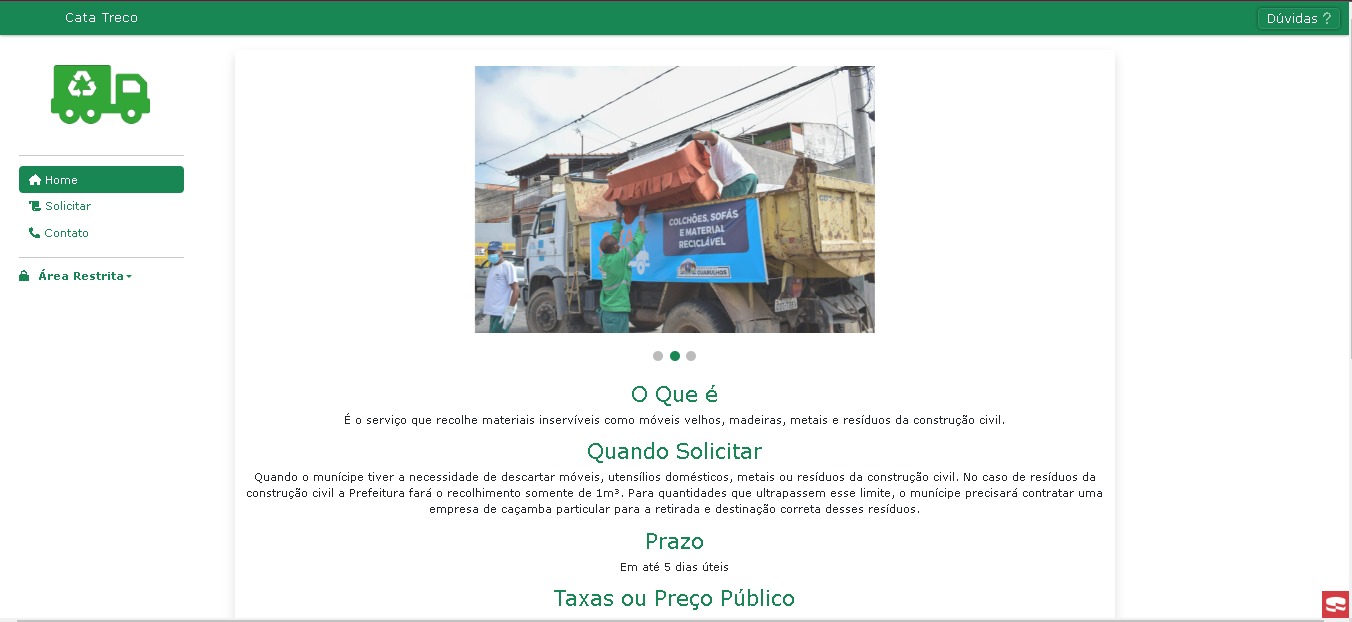 Cata Treco
Dúvidas ?
Home
Solicitar
Contato
Área Restrita
COLCHÕES, SOFÁS
E MATERIAL
RECICLÁVEL
GUARULHOS
O Que é
É o serviço que recolhe materiais inservíveis como móveis velhos, madeiras, metais e resíduos da construção civil.
Quando Solicitar
Quando o munícipe tiver a necessidade de descartar móveis, utensílios domésticos, metais ou resíduos da construção civil. No caso de resíduos da
construção civil a Prefeitura fará o recolhimento somente de 1m³. Para quantidades que ultrapassem esse limite, o munícipe precisará contratar uma
empresa de caçamba particular para a retirada e destinação correta desses resíduos.
Prazo
Em até 5 dias úteis
Taxas ou Preço Público